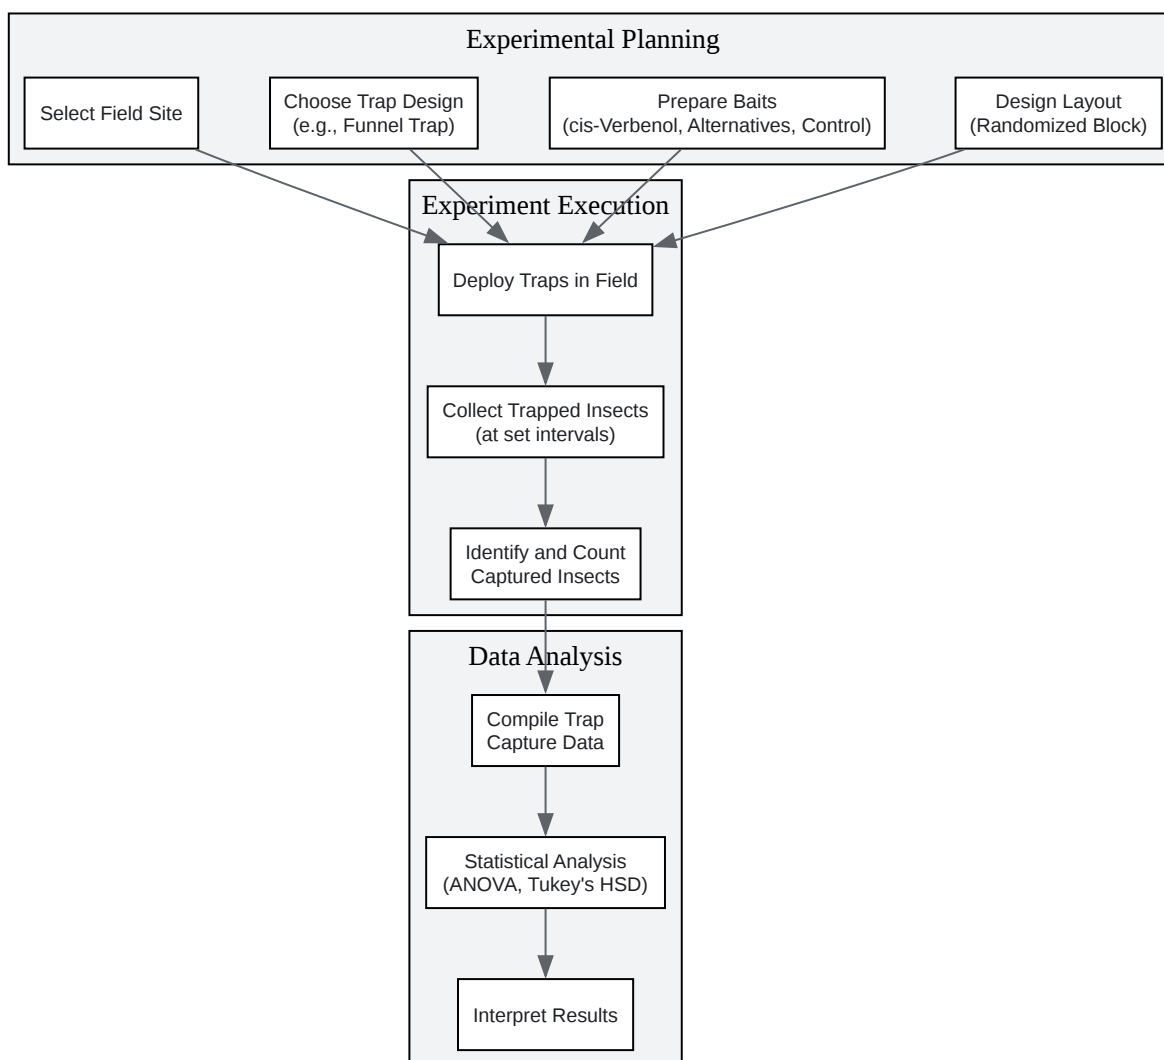 Experimental Planning
Select Field Site
Choose Trap Design
(e.g., Funnel Trap)
Prepare Baits
(cis-Verbenol, Alternatives, Control)
Design Layout
(Randomized Block)
Experiment Execution
Deploy Traps in Field
Collect Trapped Insects
(at set intervals)
Identify and Count
Captured Insects
Data Analysis
Compile Trap
Capture Data
Statistical Analysis
(ANOVA, Tukey's HSD)
Interpret Results